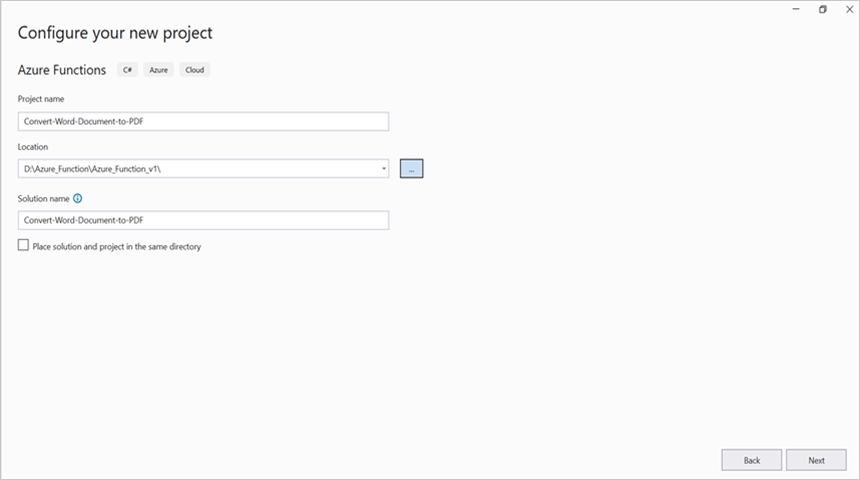 Configure your new project
Azure Functions C# Azure Cloud
Project name
Convert-Word-Document-to-PDF
Location
D:\Azure_Function\Azure_Function_v1\
...
Solution name
Convert-Word-Document-to-PDF
Place solution and project in the same directory
Back Next